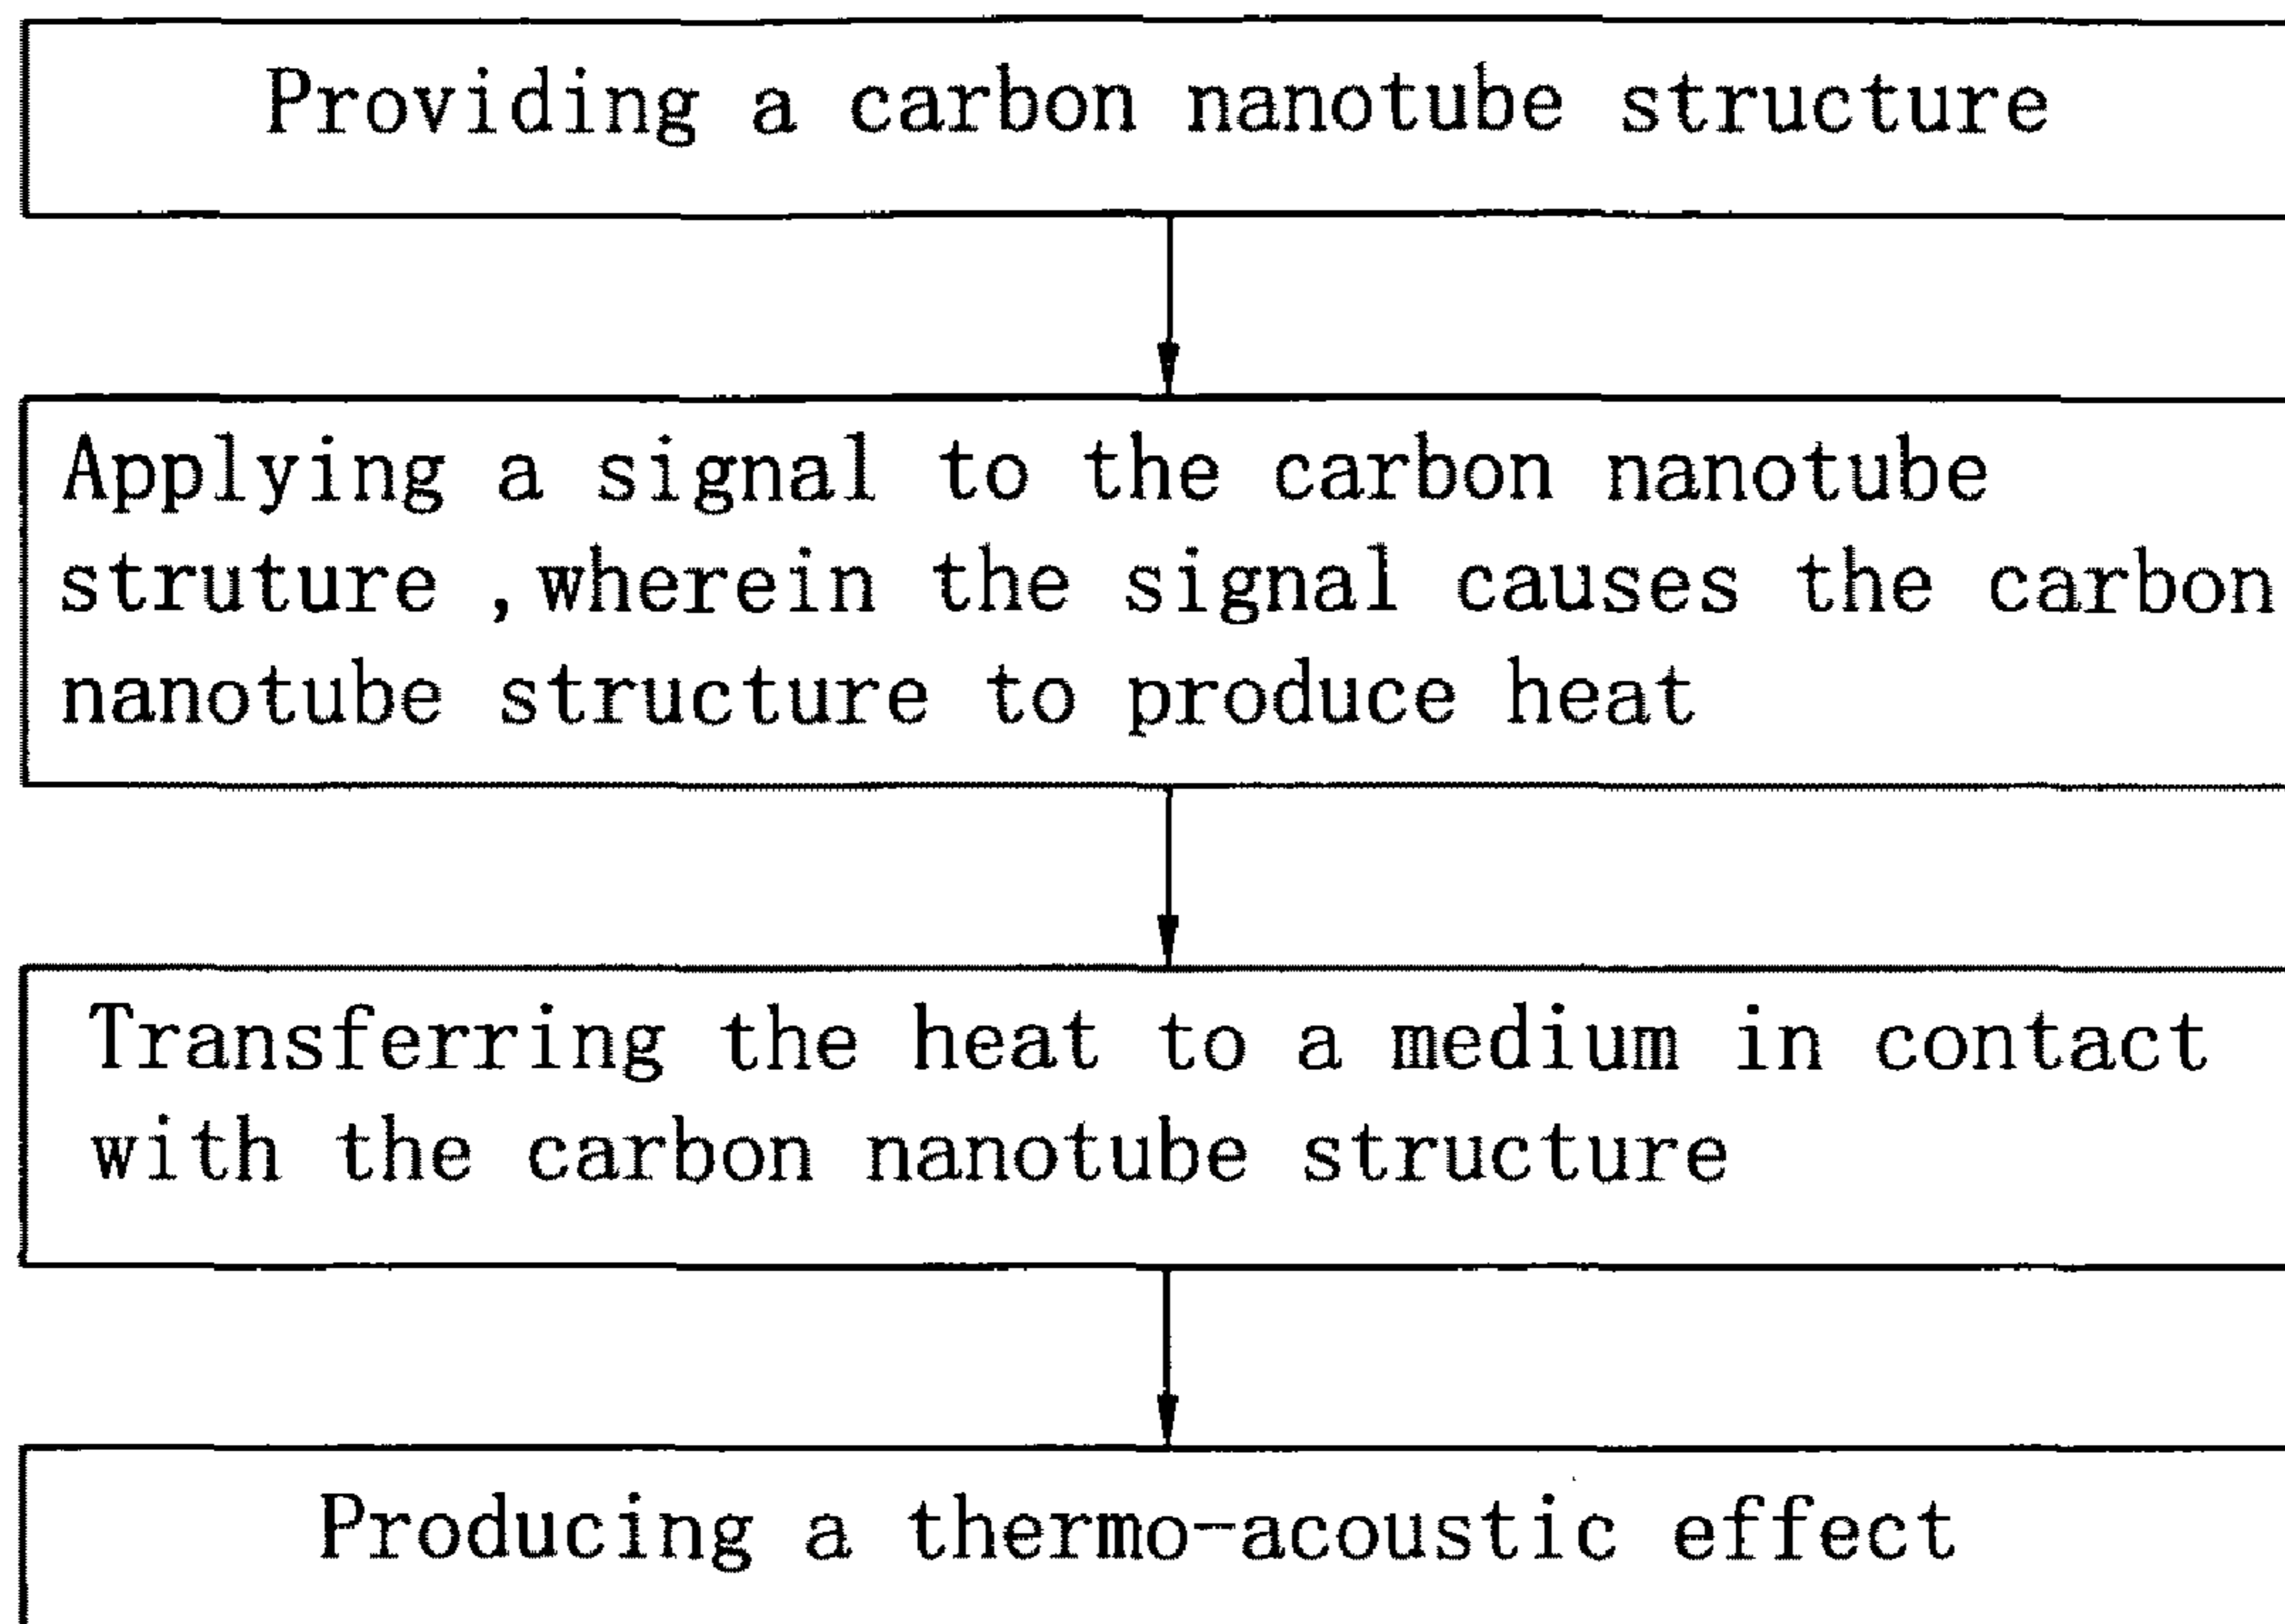 Providing a carbon nanotube structure
Applying a signal to the carbon nanotube
struture ,wherein the signal causes the carbon
nanotube structure to produce heat
Transferring the heat to a medium in contact
with the carbon nanotube structure
Producing a thermo-acoustic effect